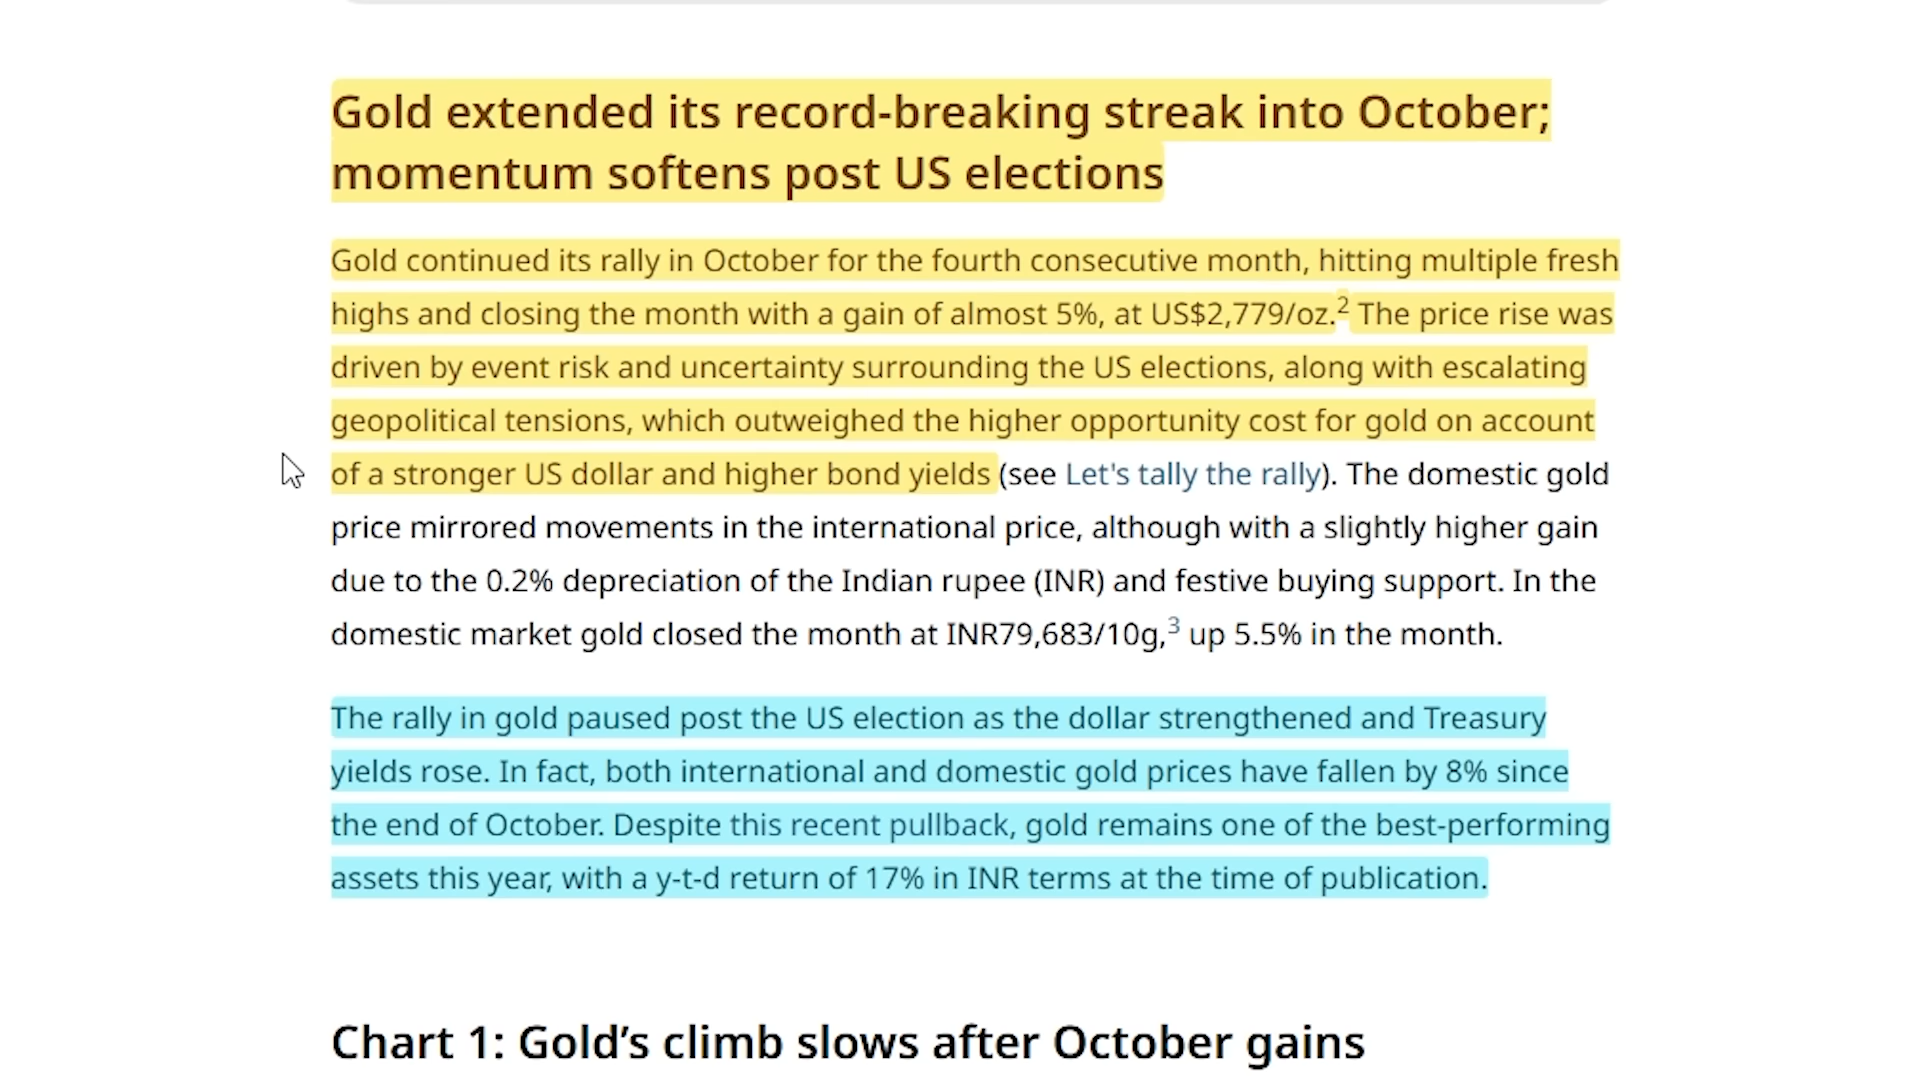 Gold extended its record-breaking streak into October;
momentum softens post US elections
Gold continued its rally in October for the fourth consecutive month, hitting multiple fresh
highs and closing the month with a gain of almost 5%, at US$2,779/oz.2 The price rise was
driven by event risk and uncertainty surrounding the US elections, along with escalating
geopolitical tensions, which outweighed the higher opportunity cost for gold on account
of a stronger US dollar and higher bond yields (see Let's tally the rally). The domestic gold
price mirrored movements in the international price, although with a slightly higher gain
due to the 0.2% depreciation of the Indian rupee (INR) and festive buying support. In the
domestic market gold closed the month at INR79,683/10g,3 up 5.5% in the month.
The rally in gold paused post the US election as the dollar strengthened and Treasury
yields rose. In fact, both international and domestic gold prices have fallen by 8% since
the end of October. Despite this recent pullback, gold remains one of the best-performing
assets this year, with a y-t-d return of 17% in INR terms at the time of publication.
Chart 1: Gold’s climb slows after October gains